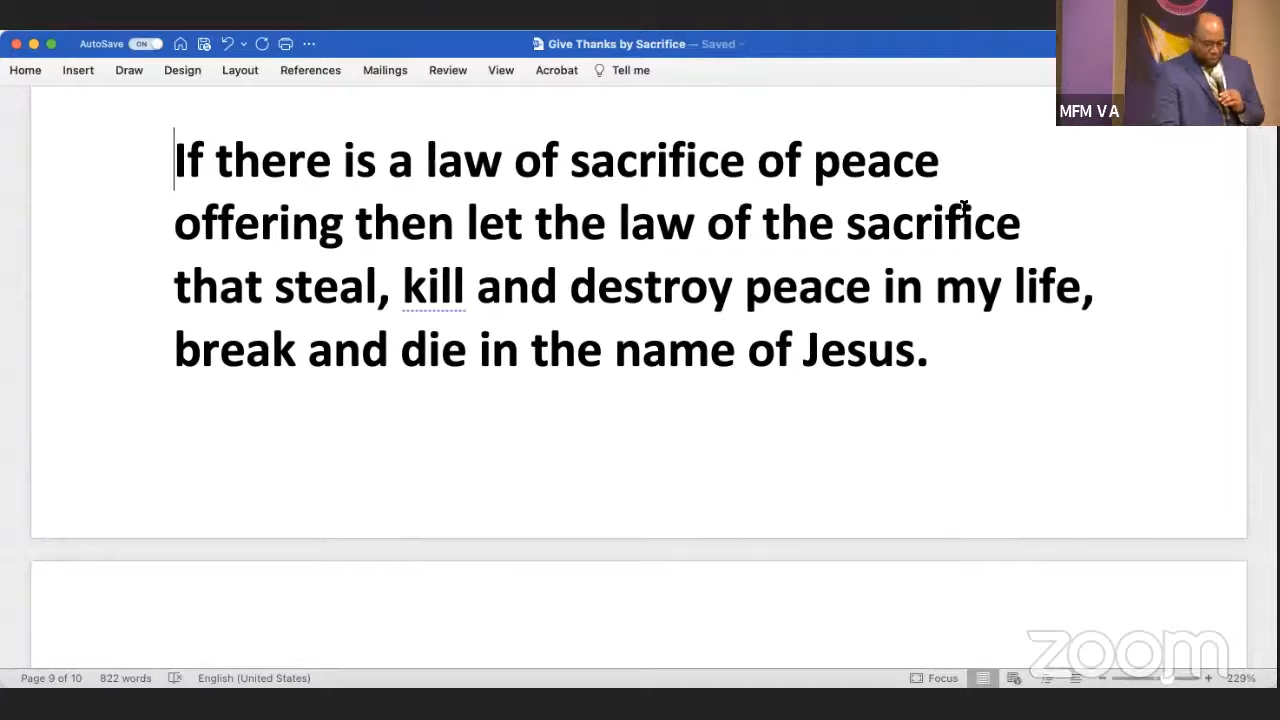 AutoSave ON
Give Thanks by Sacrifice — Saved
Home Insert Draw Design Layout References Mailings Review View Acrobat Tell me
MFM VA
If there is a law of sacrifice of peace
offering then let the law of the sacrifice
that steal, kill and destroy peace in my life,
break and die in the name of Jesus.
zoom
Page 9 of 10 822 words English (United States) Focus 229%